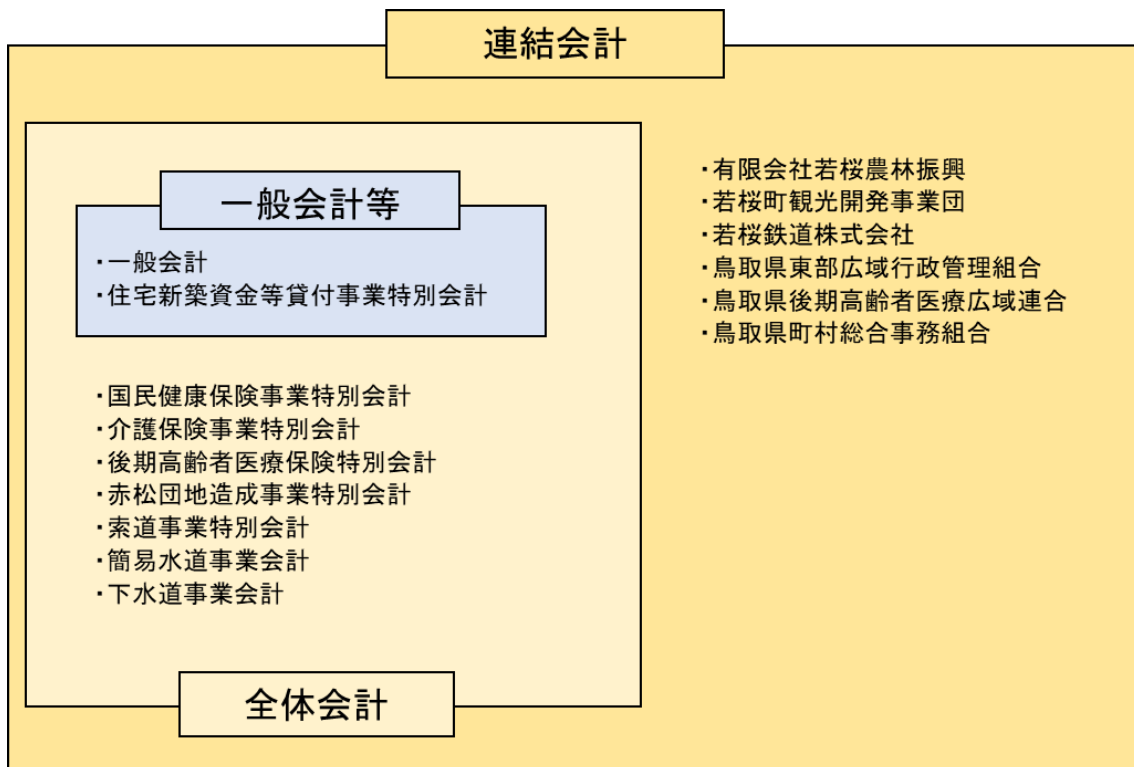 連結会計
一般会計等
・一般会計
・住宅新築資金等貸付事業特別会計
・国民健康保険事業特別会計
・介護保険事業特別会計
・後期高齢者医療保険特別会計
・赤松団地造成事業特別会計
・索道事業特別会計
・簡易水道事業会計
・下水道事業会計
全体会計
・有限会社若桜農林振興
・若桜町観光開発事業団
・若桜鉄道株式会社
・鳥取県東部広域行政管理組合
・鳥取県後期高齢者医療広域連合
・鳥取県町村総合事務組合